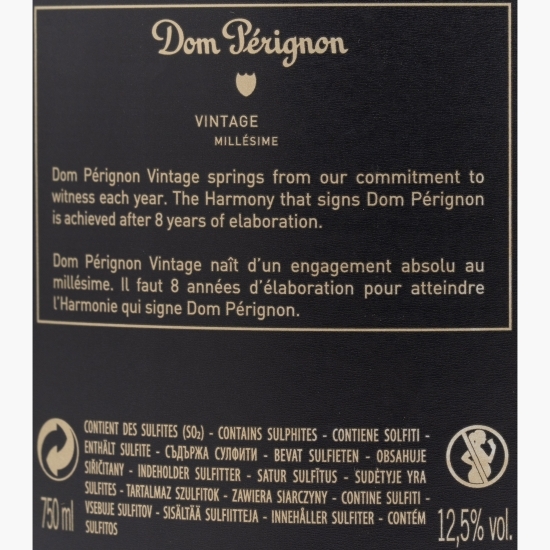 Dom Pérignon
VINTAGE
MILLÉSIME
Dom Pérignon Vintage springs from our commitment to
witness each year. The Harmony that signs Dom Pérignon
is achieved after 8 years of elaboration.
Dom Pérignon Vintage naît d'un engagement absolu au
millésime. Il faut 8 années d'élaboration pour atteindre
l'Harmonie qui signe Dom Pérignon.
CONTIENT DES SULFITES (SO₂) - CONTAINS SULPHITES - CONTIENE SOLFITI -
ENTHÄLT SULFITE - СЪДЪРЖА СУЛФИТИ - BEVAT SULFIETEN - OBSAHUJE
SIŘIČITANY - INDEHOLDER SULFITTER - SATUR SULFĪTUS - SUDĖTYJE YRA
SULFITES - TARTALMAZ SZULFITOK - ZAWIERA SIARCZYNY - CONTINE SULFITI -
VSEBUJE SULFITOV - SISÄLTÄÄ SULFIITTEJA - INNEHÅLLER SULFITER - CONTÉM
SULFITOS
750 ml
12,5% vol.